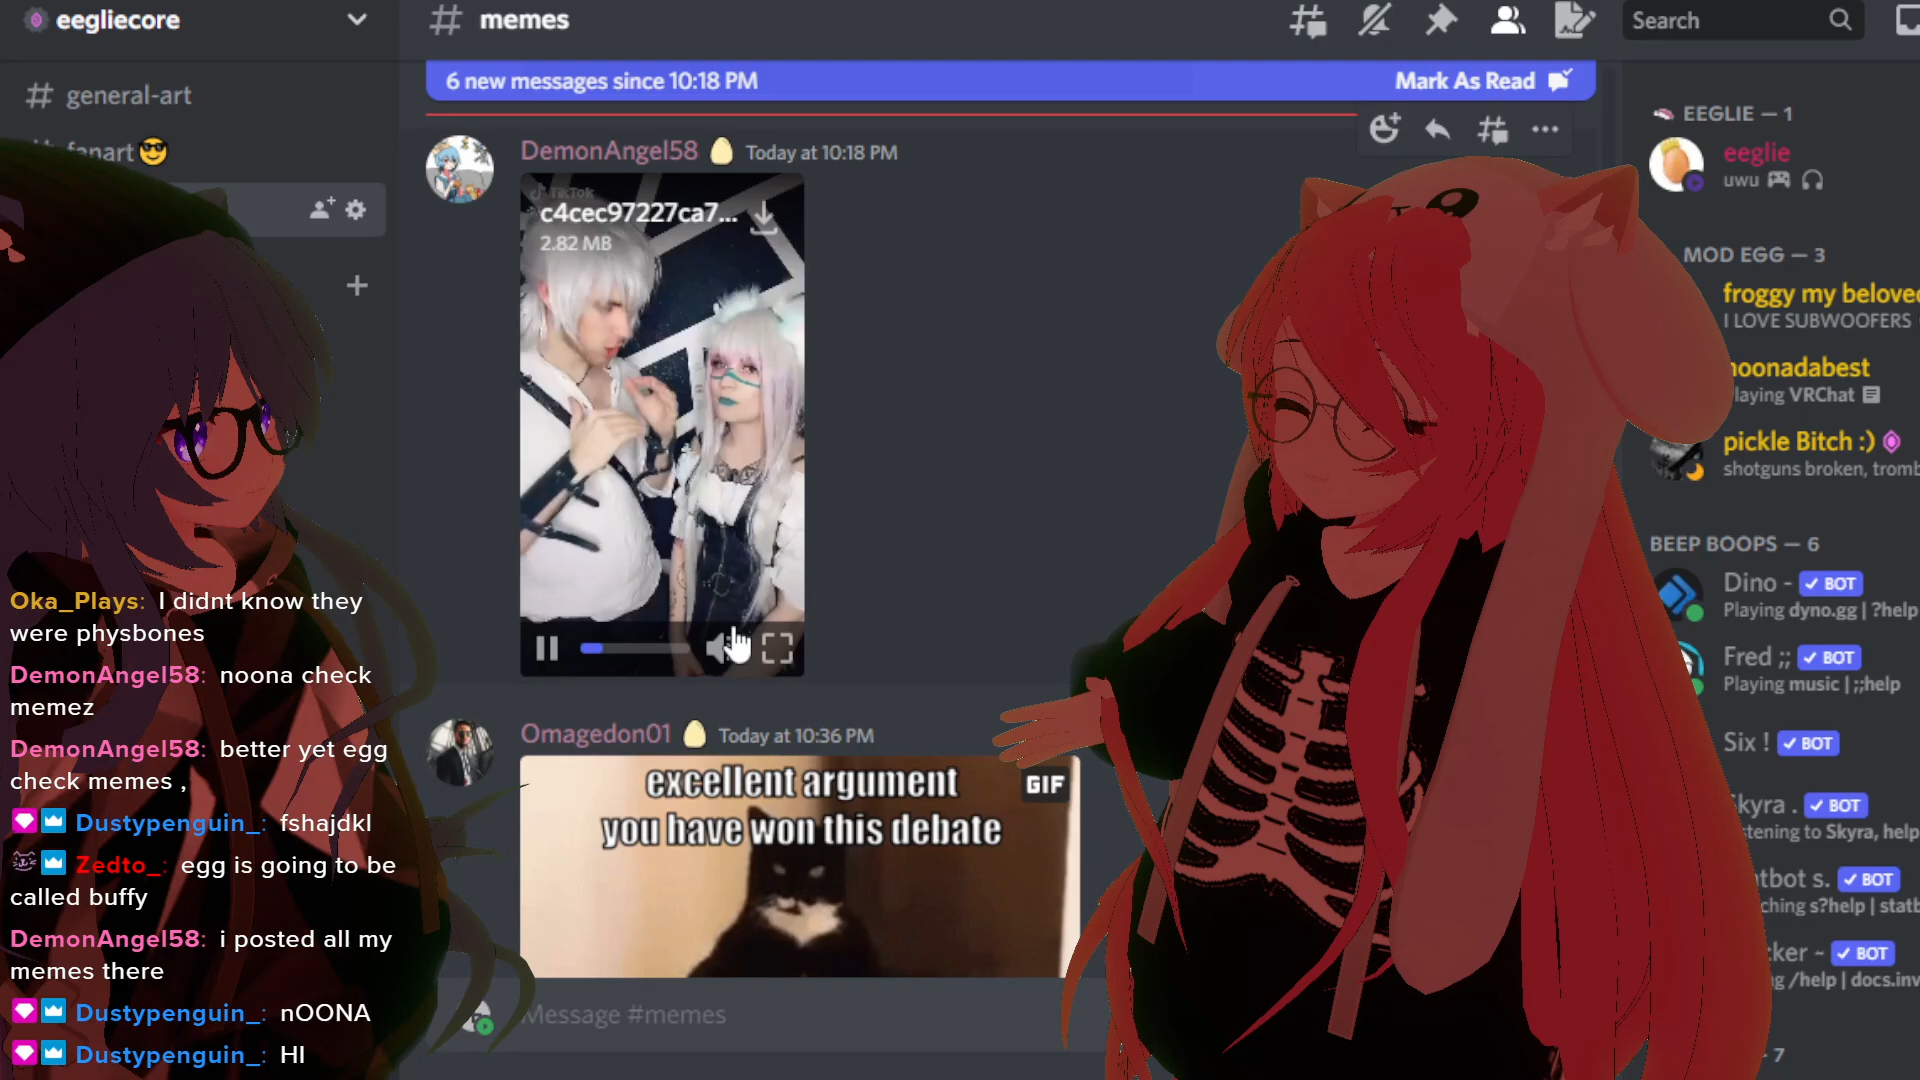 eegliecore
# general-art
fanart
# memes
Search
6 new messages since 10:18 PM
Mark As Read
DemonAngel58 Today at 10:18 PM
TikTok
c4cec97227ca7...
2.82 MB
Omagedon01 Today at 10:36 PM
excellent argument
you have won this debate
GIF
Message #memes
EEGLIE — 1
eeglie
uwu
MOD EGG — 3
froggy my beloved
I LOVE SUBWOOFERS
noonadabest
playing VRChat
pickle Bitch :)
shotguns broken, tromb
BEEP BOOPS — 6
Dino - ✓ BOT
Playing dyno.gg | ?help
Fred ;; ✓ BOT
Playing music | ;;help
Six ! ✓ BOT
kyra . ✓ BOT
stening to Skyra, help
tbot s. ✓ BOT
ching s?help | statb
ker ~ ✓ BOT
g /help | docs.inv
7
Oka_Plays: I didnt know they
were physbones
DemonAngel58: noona check
memez
DemonAngel58: better yet egg
check memes ,
Dustypenguin_: fshajdkl
Zedto_: egg is going to be
called buffy
DemonAngel58: i posted all my
memes there
Dustypenguin_: nOONA
Dustypenguin_: HI